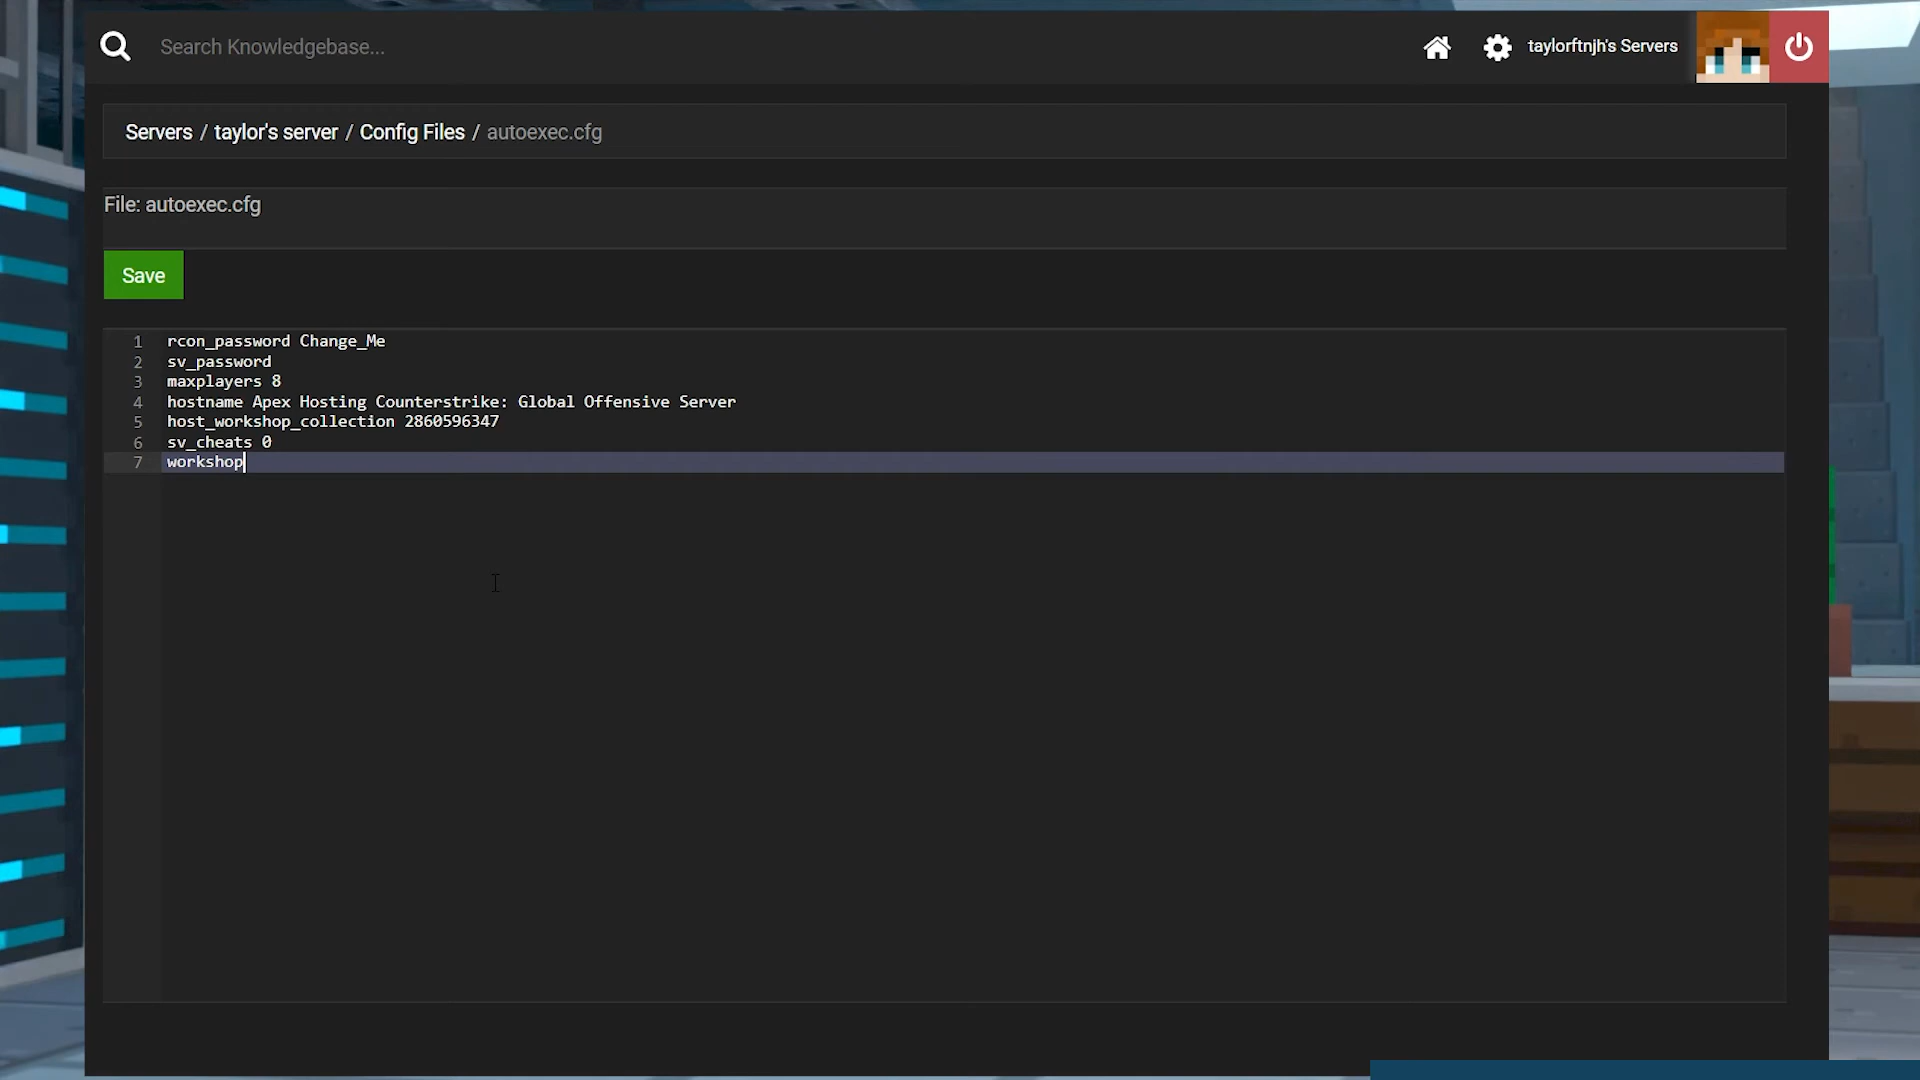 Search Knowledgebase...
taylorftnjh's Servers
Servers / taylor's server / Config Files / autoexec.cfg
File: autoexec.cfg
Save
1 rcon_password Change_Me
2 sv_password
3 maxplayers 8
4 hostname Apex Hosting Counterstrike: Global Offensive Server
5 host_workshop_collection 2860596347
6 sv_cheats 0
7 workshop